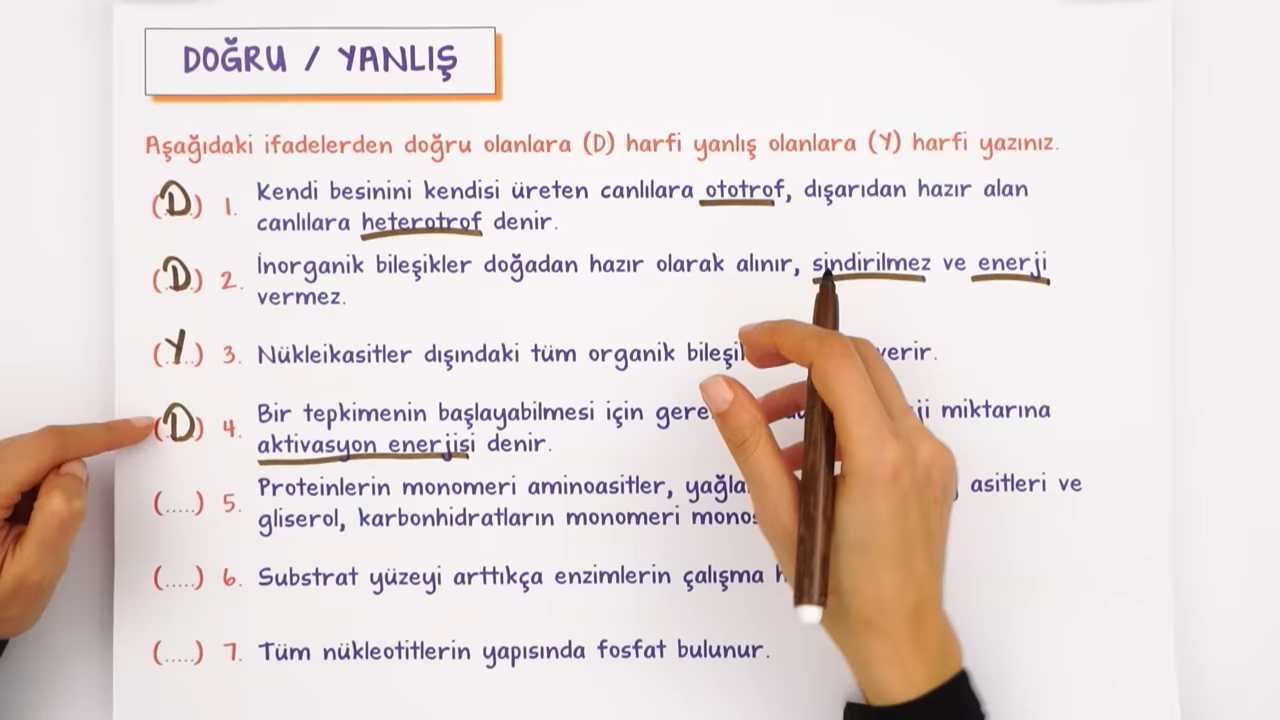 DOĞRU / YANLIŞ
Aşağıdaki ifadelerden doğru olanlara (D) harfi yanlış olanlara (Y) harfi yazınız.
(D) 1. Kendi besinini kendisi üreten canlılara ototrof, dışarıdan hazır alan
canlılara heterotrof denir.
(D) 2. İnorganik bileşikler doğadan hazır olarak alınır, sindirilmez ve enerji
vermez.
(Y) 3. Nükleikasitler dışındaki tüm organik verir.
(D) 4. Bir tepkimenin başlayabilmesi için miktarına
aktivasyon enerjisi denir.
(.....) 5. Proteinlerin monomeri aminoasitler, asitleri ve
gliserol, karbonhidratların monomeri
(.....) 6. Substrat yüzeyi arttıkça enzimlerin çalışma
(.....) 7. Tüm nükleotitlerin yapısında fosfat bulunur.